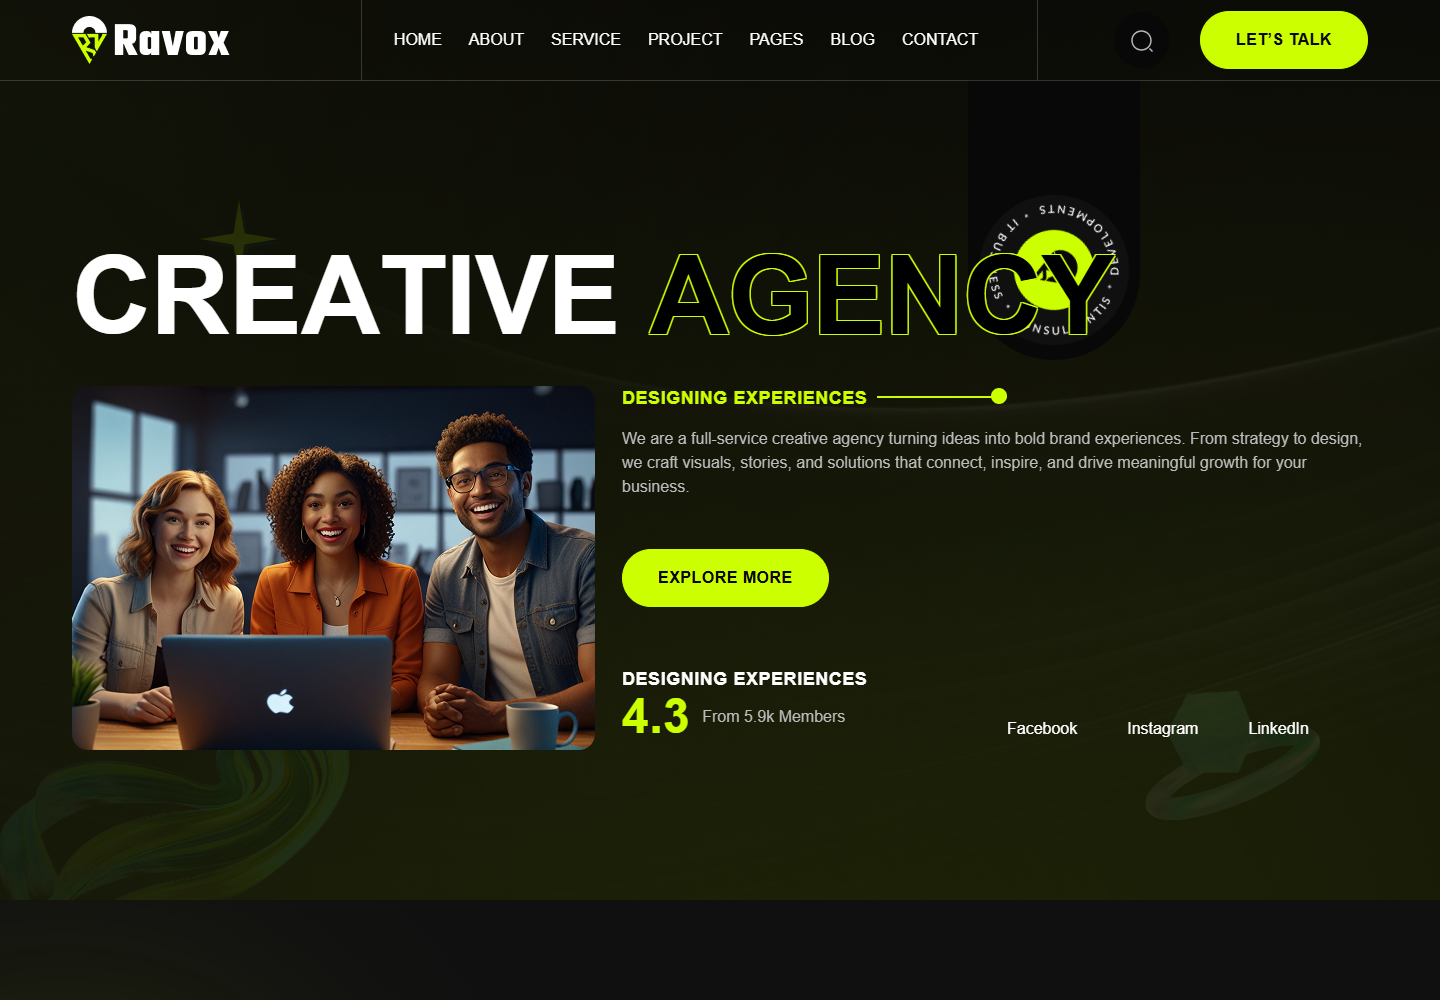 Ravox
HOME
ABOUT
SERVICE
PROJECT
PAGES
BLOG
CONTACT
LET'S TALK
CREATIVE AGENCY
DEVELOPMENTS
DESIGNING EXPERIENCES
We are a full-service creative agency turning ideas into bold brand experiences. From strategy to design,
we craft visuals, stories, and solutions that connect, inspire, and drive meaningful growth for your
business.
EXPLORE MORE
DESIGNING EXPERIENCES
4.3 From 5.9k Members
Facebook
Instagram
LinkedIn